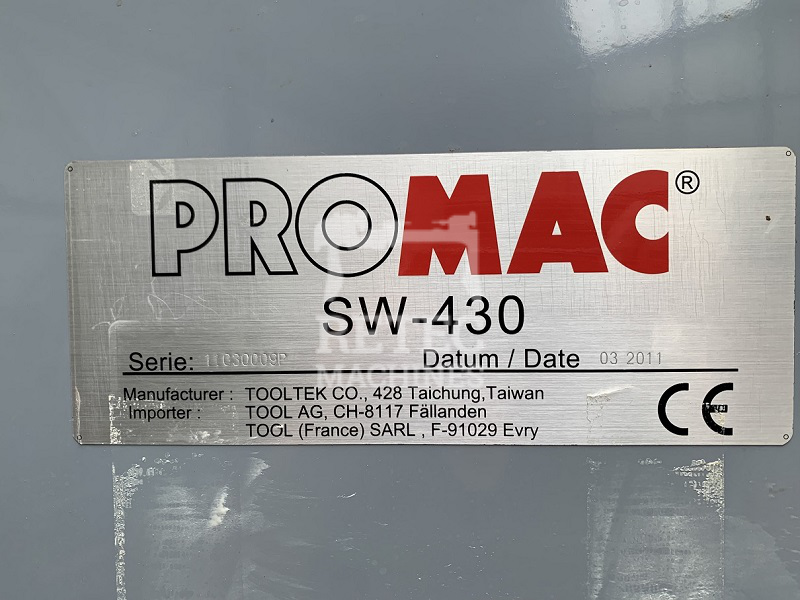 PROMAC®
SW-430
Serie: 11030009P Datum / Date 03 2011
Manufacturer : TOOLTEK CO., 428 Taichung,Taiwan
Importer : TOOL AG, CH-8117 Fällanden
TOOL (France) SARL , F-91029 Evry
CE
MACHINES